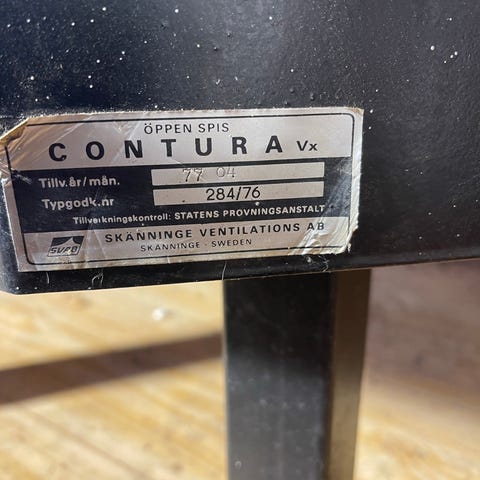 ÖPPEN SPIS
CONTURA Vx
Tillv.år/mån. 77 04
Typgodk.nr 284/76
Tillverkningskontroll: STATENS PROVNINGSANSTALT
SKÄNNINGE VENTILATIONS AB
SKÄNNINGE - SWEDEN